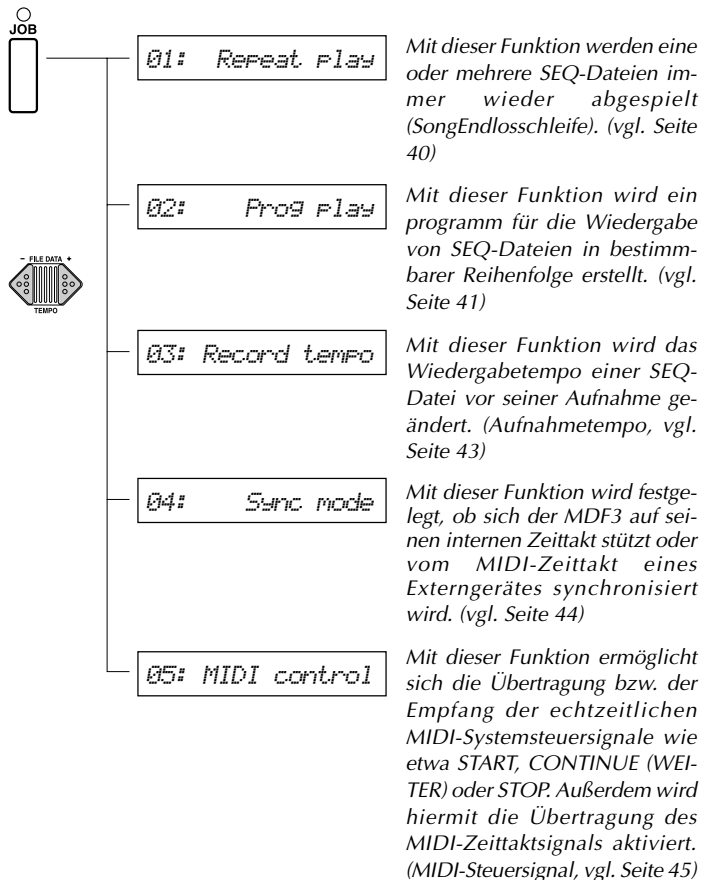 JOB
01: Repeat play
Mit dieser Funktion werden eine
oder mehrere SEQ-Dateien im-
mer wieder abgespielt
(SongEndlosschleife). (vgl. Seite
40)
02: Prog play
Mit dieser Funktion wird ein
programm für die Wiedergabe
von SEQ-Dateien in bestimm-
barer Reihenfolge erstellt. (vgl.
Seite 41)
– FILE DATA +
TEMPO
03: Record tempo
Mit dieser Funktion wird das
Wiedergabetempo einer SEQ-
Datei vor seiner Aufnahme ge-
ändert. (Aufnahmetempo, vgl.
Seite 43)
04: Sync mode
Mit dieser Funktion wird festge-
legt, ob sich der MDF3 auf sei-
nen internen Zeittakt stützt oder
vom MIDI-Zeittakt eines
Externgerätes synchronisiert
wird. (vgl. Seite 44)
05: MIDI control
Mit dieser Funktion ermöglicht
sich die Übertragung bzw. der
Empfang der echtzeitlichen
MIDI-Systemsteuersignale wie
etwa START, CONTINUE (WEI-
TER) oder STOP. Außerdem wird
hiermit die Übertragung des
MIDI-Zeittaktsignals aktiviert.
(MIDI-Steuersignal, vgl. Seite 45)